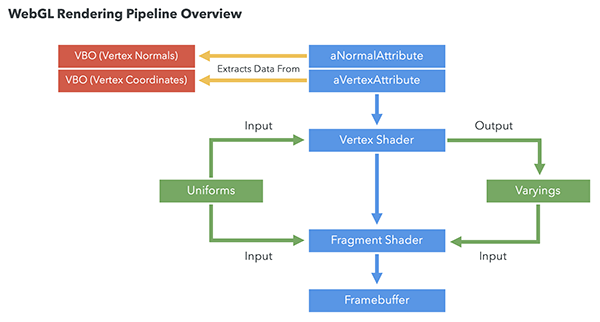 WebGL Rendering Pipeline Overview
VBO (Vertex Normals)
aNormalAttribute
Extracts Data From
VBO (Vertex Coordinates)
aVertexAttribute
Input
Output
Vertex Shader
Uniforms
Varyings
Fragment Shader
Input
Input
Framebuffer